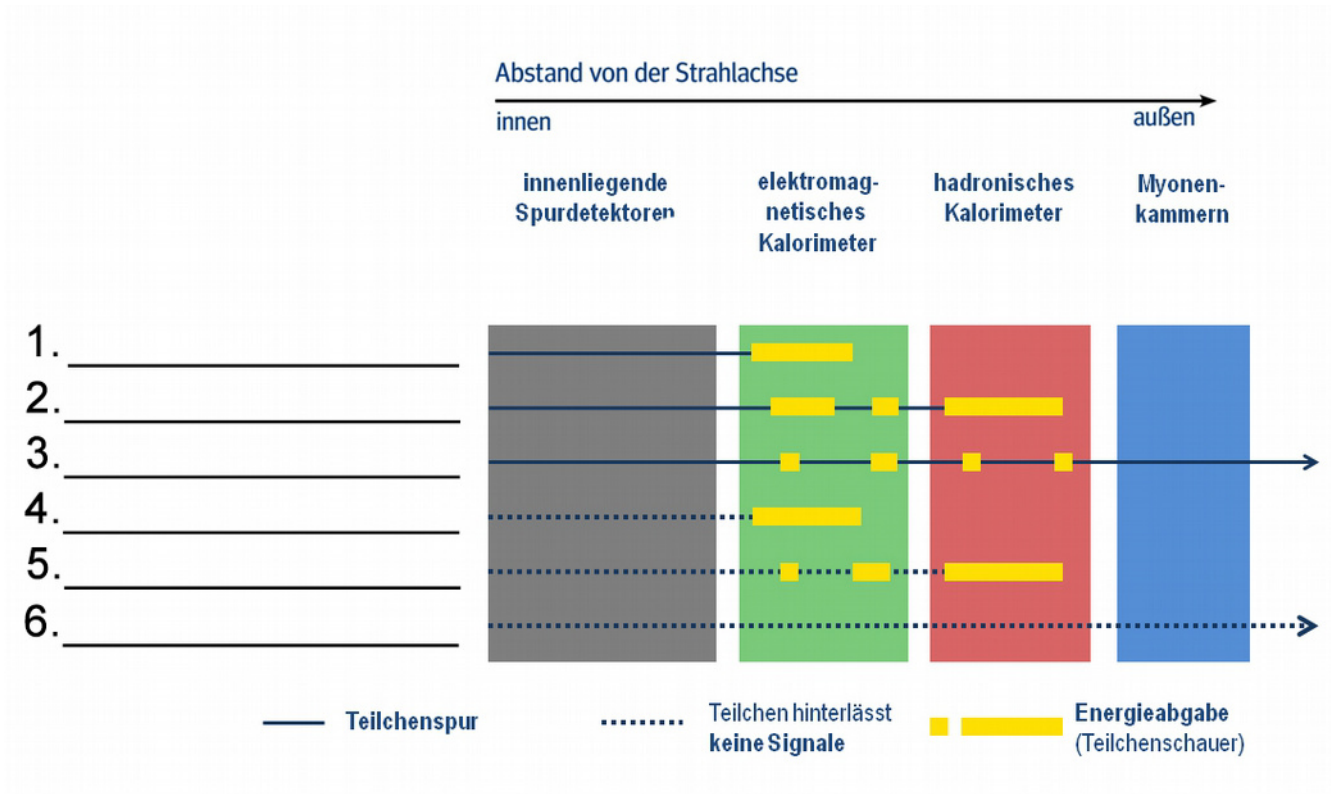 Abstand von der Strahlachse
innen
außen
innenliegende
Spurdetektoren
elektromag-
netisches
Kalorimeter
hadronisches
Kalorimeter
Myonen-
kammern
1.
2.
3.
4.
5.
6.
Teilchenspur
Teilchen hinterlässt
keine Signale
Energieabgabe
(Teilchenschauer)